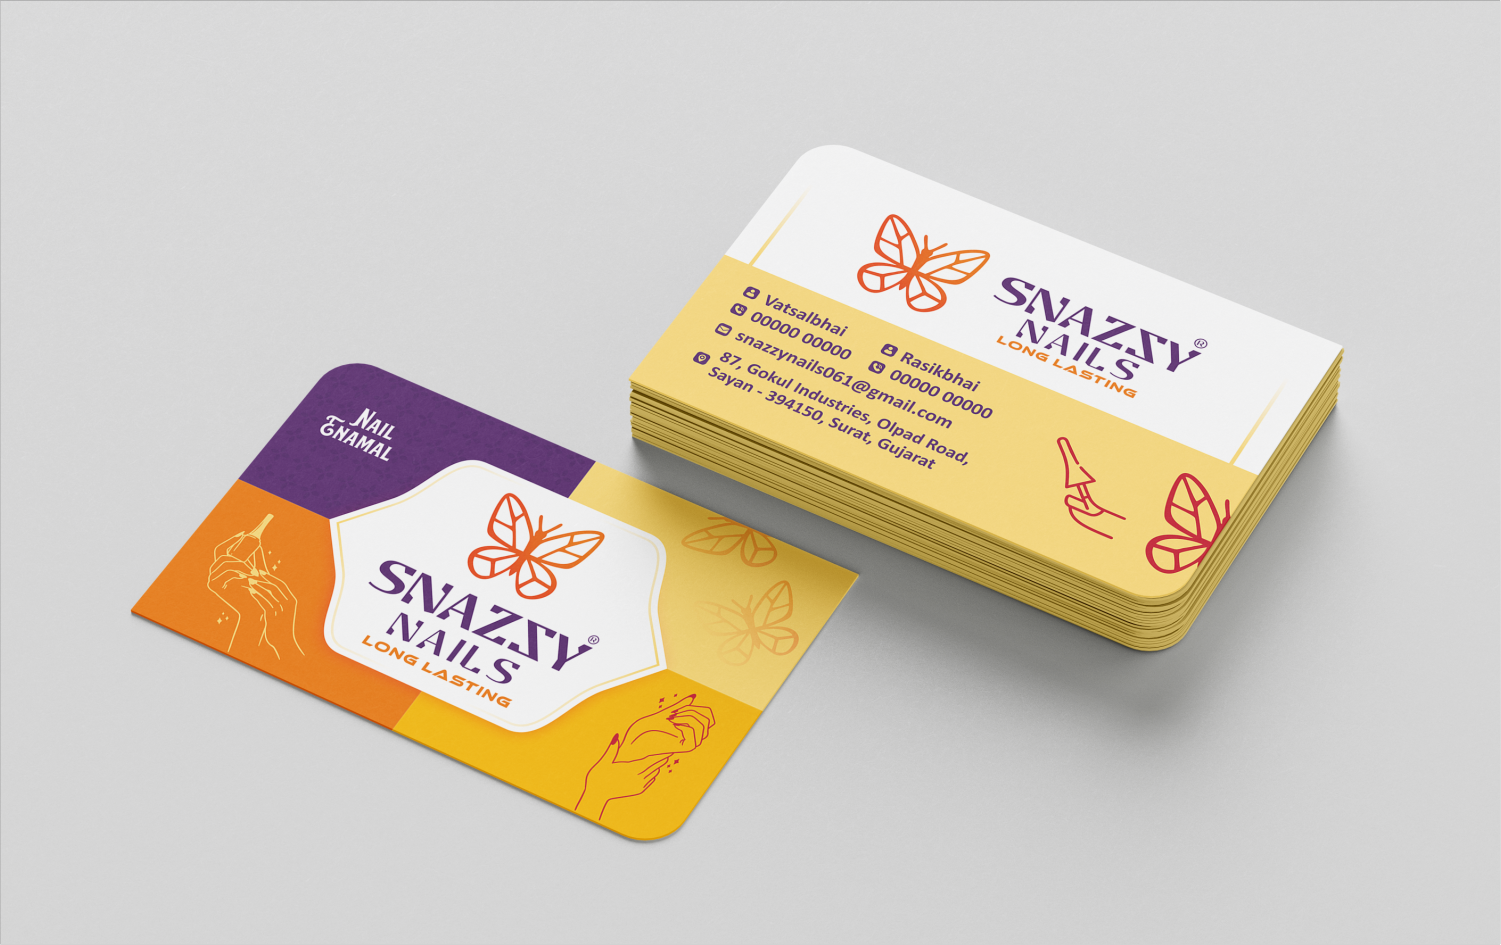 SNAZZY®
NAILS
LONG LASTING
Vatsalbhai
00000 00000
Rasikbhai
00000 00000
snazzynails061@gmail.com
87, Gokul Industries, Olpad Road,
Sayan - 394150, Surat, Gujarat
NAIL
ENAMAL
SNAZZY®
NAILS
LONG LASTING